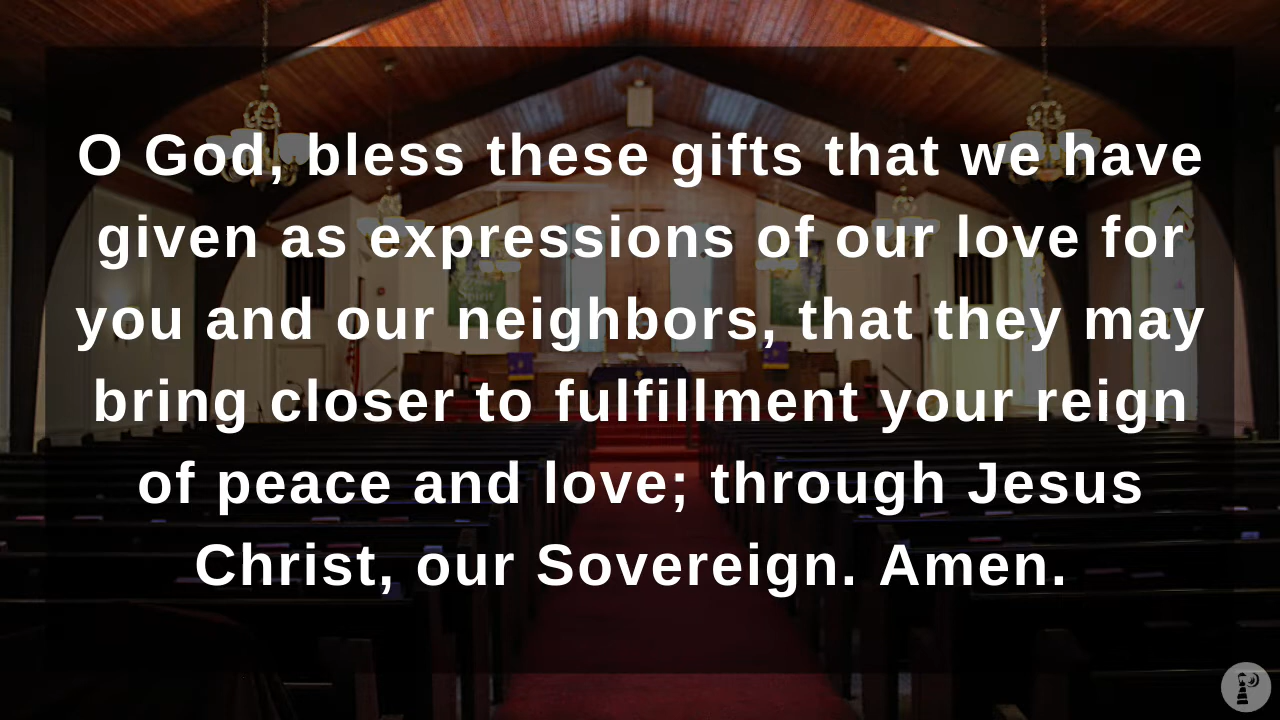 O God, bless these gifts that we have
given as expressions of our love for
you and our neighbors, that they may
bring closer to fulfillment your reign
of peace and love; through Jesus
Christ, our Sovereign. Amen.